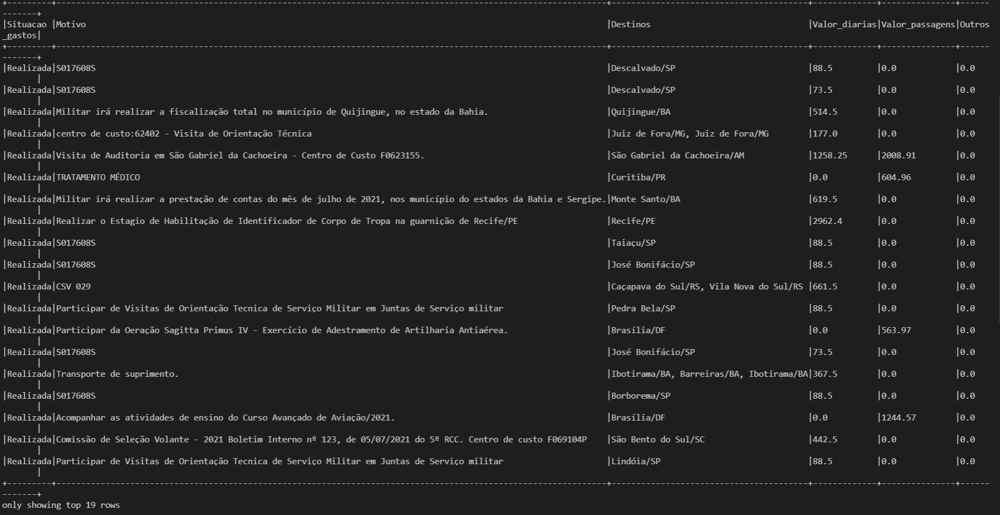 +---------+----------------------------------------------------------------------------------------------------------------+----------------------------------------+-------------+---------------+------
-------+
|Situacao |Motivo                                                                                                          |Destinos                                |Valor_diarias|Valor_passagens|Outros
_gastos|
+---------+----------------------------------------------------------------------------------------------------------------+----------------------------------------+-------------+---------------+------
-------+
|Realizada|S017608S |Descalvado/SP |88.5 |0.0 |0.0
|
|Realizada|S017608S |Descalvado/SP |73.5 |0.0 |0.0
|
|Realizada|Militar irá realizar a fiscalização total no município de Quijingue, no estado da Bahia. |Quijingue/BA |514.5 |0.0 |0.0
|
|Realizada|centro de custo:62402 - Visita de Orientação Técnica |Juiz de Fora/MG, Juiz de Fora/MG |177.0 |0.0 |0.0
|
|Realizada|Visita de Auditoria em São Gabriel da Cachoeira - Centro de Custo F0623155. |São Gabriel da Cachoeira/AM |1258.25 |2008.91 |0.0
|
|Realizada|TRATAMENTO MÉDICO |Curitiba/PR |0.0 |604.96 |0.0
|
|Realizada|Militar irá realizar a prestação de contas do mês de julho de 2021, nos município do estados da Bahia e Sergipe.|Monte Santo/BA |619.5 |0.0 |0.0
|
|Realizada|Realizar o Estagio de Habilitação de Identificador de Corpo de Tropa na guarnição de Recife/PE |Recife/PE |2962.4 |0.0 |0.0
|
|Realizada|S017608S |Taiaçu/SP |88.5 |0.0 |0.0
|
|Realizada|S017608S |José Bonifácio/SP |88.5 |0.0 |0.0
|
|Realizada|CSV 029 |Caçapava do Sul/RS, Vila Nova do Sul/RS |661.5 |0.0 |0.0
|
|Realizada|Participar de Visitas de Orientação Tecnica de Serviço Militar em Juntas de Serviço militar |Pedra Bela/SP |88.5 |0.0 |0.0
|
|Realizada|Participar da Oeração Sagitta Primus IV - Exercício de Adestramento de Artilharia Antiaérea. |Brasília/DF |0.0 |563.97 |0.0
|
|Realizada|S017608S |José Bonifácio/SP |73.5 |0.0 |0.0
|
|Realizada|Transporte de suprimento. |Ibotirama/BA, Barreiras/BA, Ibotirama/BA|367.5 |0.0 |0.0
|
|Realizada|S017608S |Borborema/SP |88.5 |0.0 |0.0
|
|Realizada|Acompanhar as atividades de ensino do Curso Avançado de Aviação/2021. |Brasília/DF |0.0 |1244.57 |0.0
|
|Realizada|Comissão de Seleção Volante - 2021 Boletim Interno nº 123, de 05/07/2021 do 5º RCC. Centro de custo F069104P |São Bento do Sul/SC |442.5 |0.0 |0.0
|
|Realizada|Participar de Visitas de Orientação Tecnica de Serviço Militar em Juntas de Serviço militar |Lindóia/SP |88.5 |0.0 |0.0
|
+---------+----------------------------------------------------------------------------------------------------------------+----------------------------------------+-------------+---------------+------
-------+
only showing top 19 rows